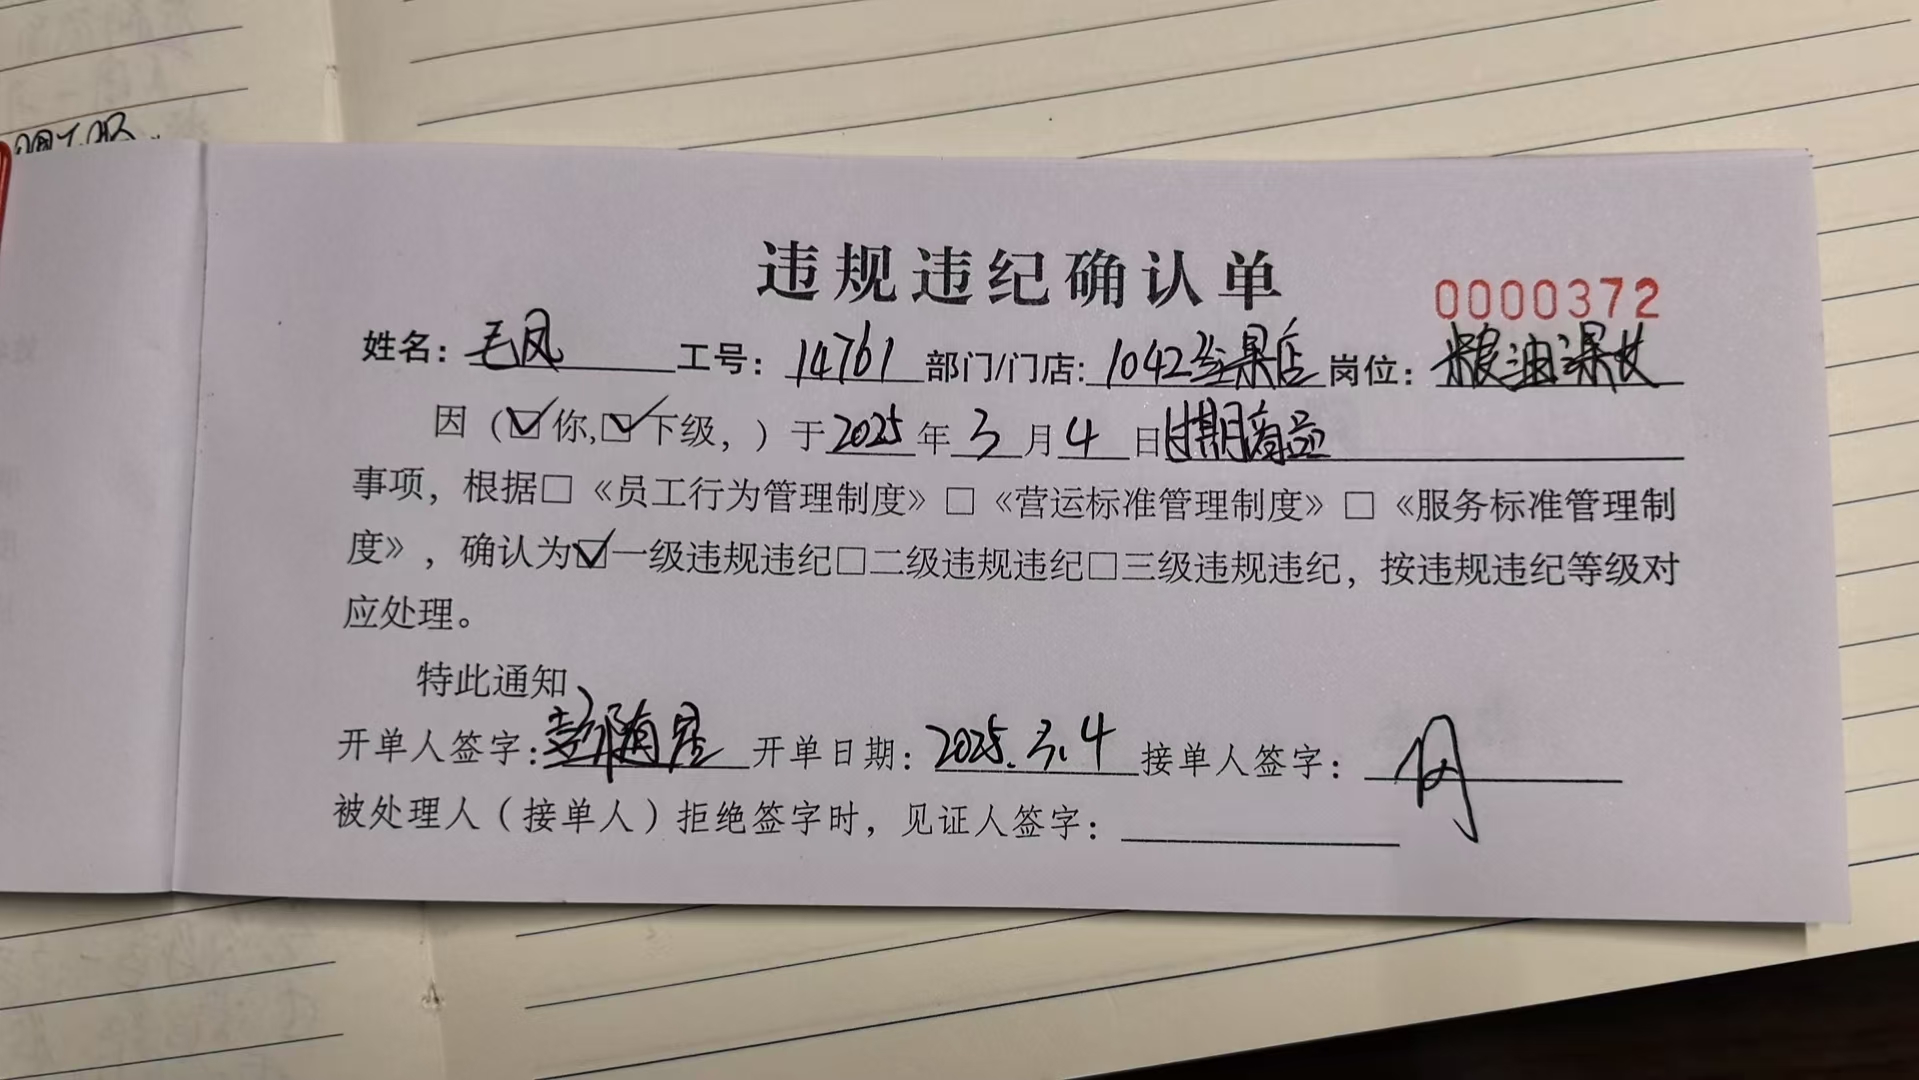 违规违纪确认单
0000372
姓名：毛凤 工号：14761 部门/门店：1042金果店 岗位：粮油课长
因（☑你,☑下级，）于2025年3月4日过期商品
事项，根据□《员工行为管理制度》□《营运标准管理制度》□《服务标准管理制
度》，确认为☑一级违规违纪□二级违规违纪□三级违规违纪，按违规违纪等级对
应处理。
特此通知
开单人签字：彭随 开单日期：2025.3.4 接单人签字：
被处理人（接单人）拒绝签字时，见证人签字：